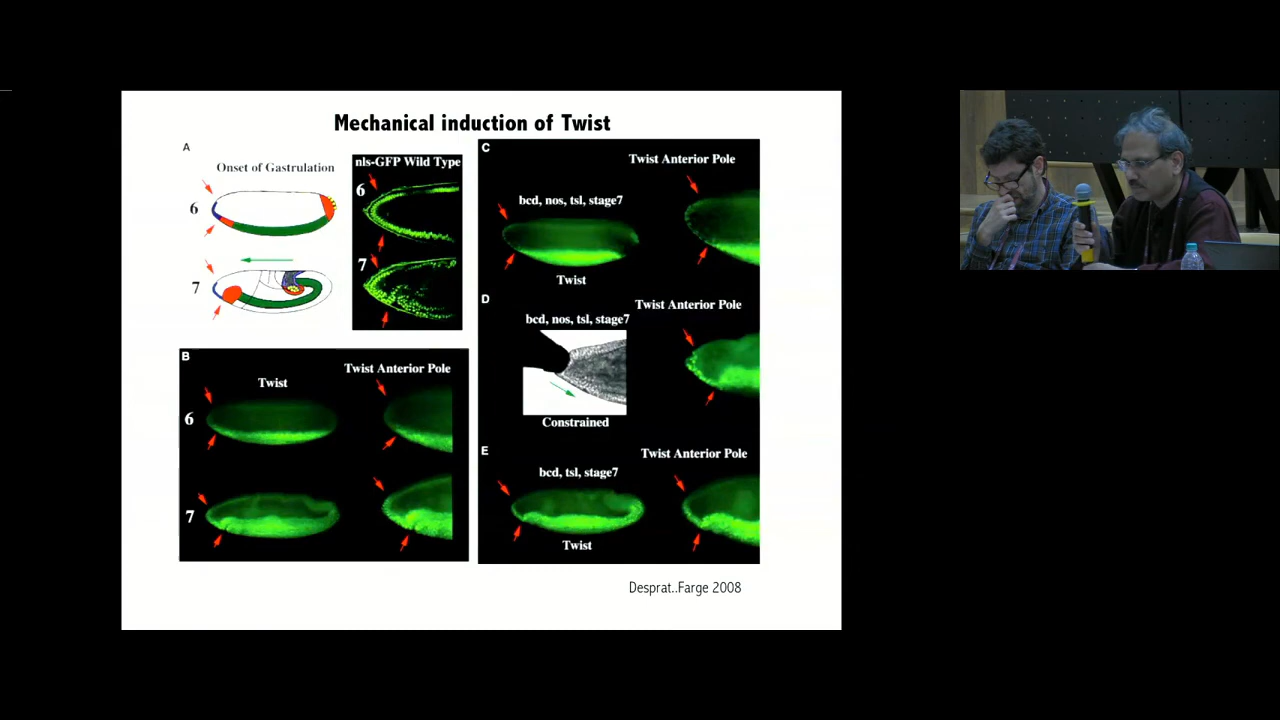 Mechanical induction of Twist
A
Onset of Gastrulation
6
7
nls-GFP Wild Type
6
7
B
Twist
Twist Anterior Pole
6
7
C
Twist Anterior Pole
bcd, nos, tsl, stage7
Twist
D
Twist Anterior Pole
bcd, nos, tsl, stage7
Constrained
E
Twist Anterior Pole
bcd, tsl, stage7
Twist
Desprat..Farge 2008